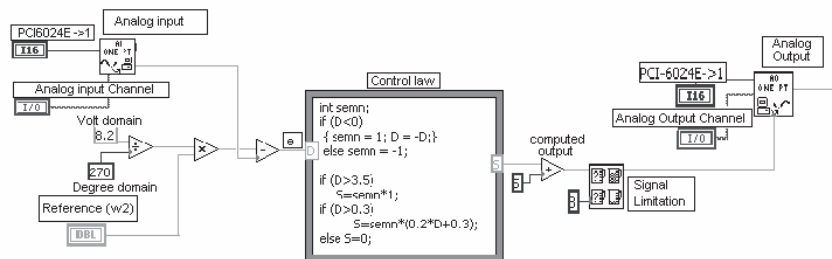 Analog input
PCI6024E->1
I16
AI
ONE PT
Analog input Channel
I/O
Volt domain
8.2
÷
x
-
e
270
Degree domain
Reference (w2)
DBL
Control law
D
int semn;
if (D<0)
{ semn = 1; D = -D;}
else semn = -1;
if (D>3.5)
S=semn*1;
if (D>0.3)
S=semn*(0.2*D+0.3);
else S=0;
S
computed
output
+
5
8
Signal
Limitation
PCI-6024E->1
I16
Analog Output Channel
I/O
AO
ONE PT
Analog
Output